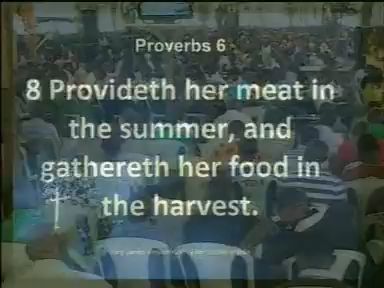 Proverbs 6
8 Provideth her meat in
the summer, and
gathereth her food in
the harvest.